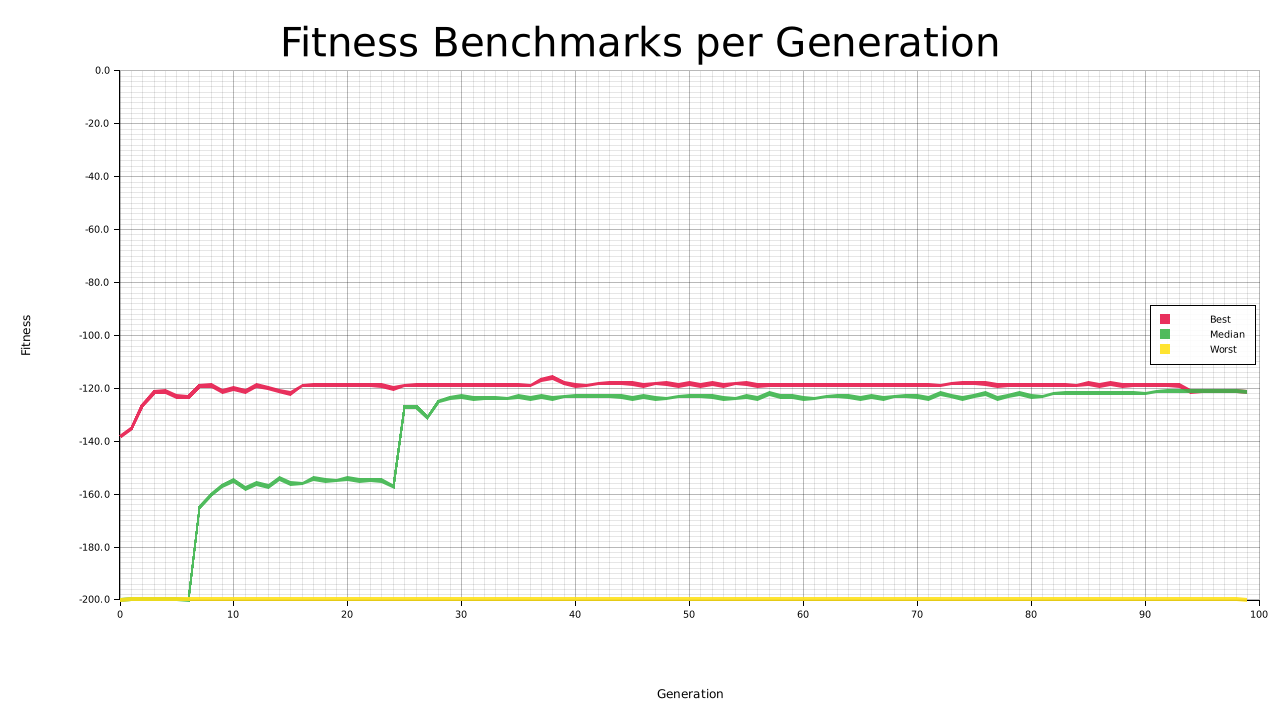 Fitness Benchmarks per Generation
0.0
-20.0
-40.0
-60.0
-80.0
-100.0
-120.0
-140.0
-160.0
-180.0
-200.0
Fitness
Best
Median
Worst
0 10 20 30 40 50 60 70 80 90 100
Generation